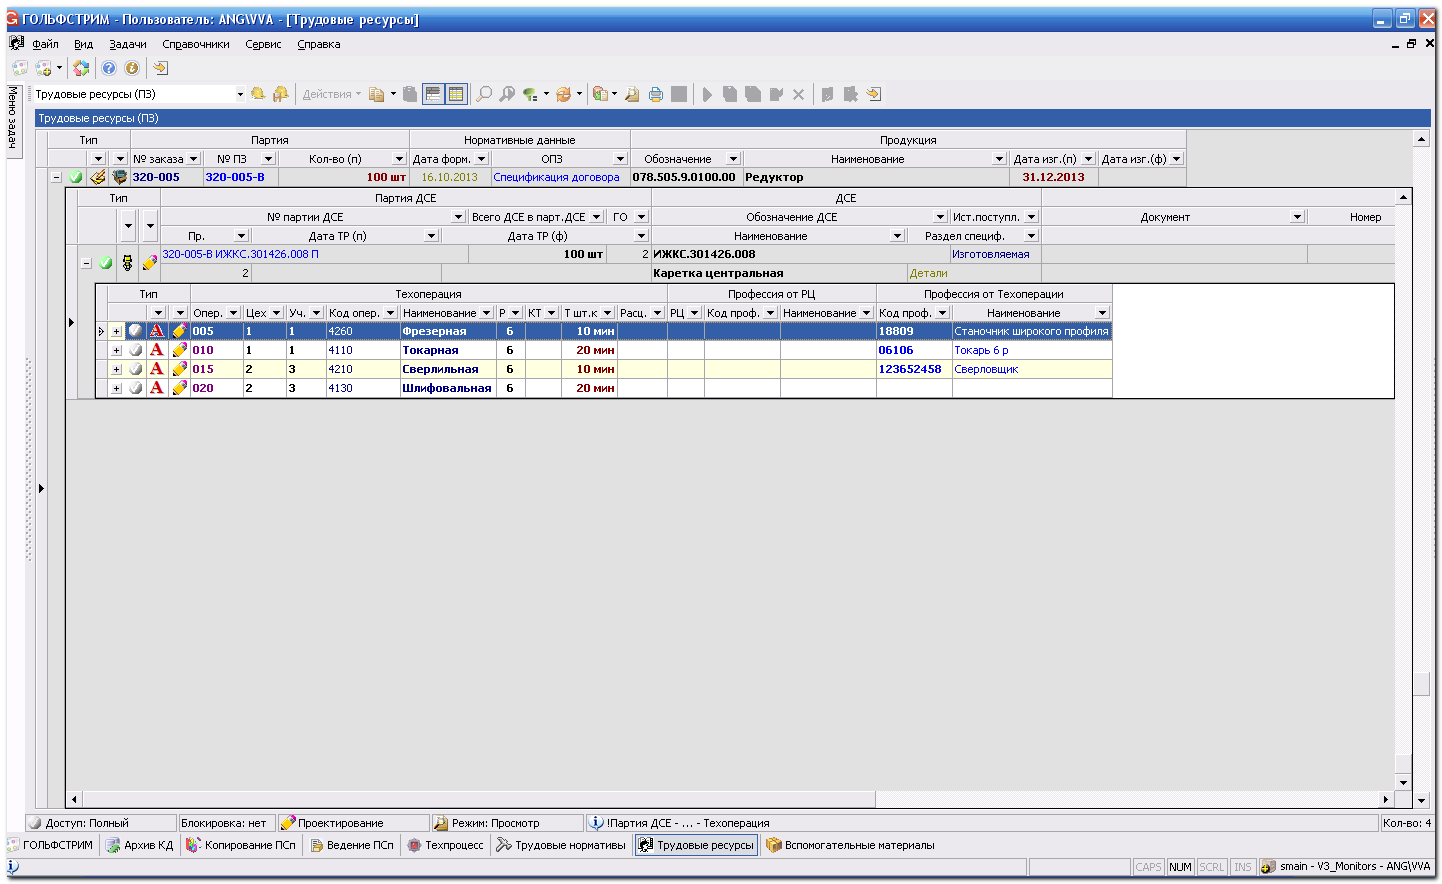 ГОЛЬФСТРИМ - Пользователь: ANG\VVA - [Трудовые ресурсы]
Файл Вид Задачи Справочники Сервис Справка
Меню задач
Трудовые ресурсы (ПЗ) Действия
Трудовые ресурсы (ПЗ)
Тип Партия Нормативные данные Продукция
№ заказа № ПЗ Кол-во (п) Дата форм. ОПЗ Обозначение Наименование Дата изг.(п) Дата изг.(ф)
320-005 320-005-В 100 шт 16.10.2013 Спецификация договора 078.505.9.0100.00 Редуктор 31.12.2013
Тип Партия ДСЕ ДСЕ
№ партии ДСЕ Всего ДСЕ в парт.ДСЕ ГО Обозначение ДСЕ Ист.поступл. Документ Номер
Пр. Дата ТР (п) Дата ТР (ф) Наименование Раздел специф.
320-005-В ИЖКС.301426.008 П 100 шт 2 ИЖКС.301426.008 Изготовляемая
2 Каретка центральная Детали
Тип Техоперация Профессия от РЦ Профессия от Техоперации
Опер. Цех Уч. Код опер. Наименование Р КТ Т шт.к Расц. РЦ Код проф. Наименование Код проф. Наименование
005 1 1 4260 Фрезерная 6 10 мин 18809 Станочник широкого профиля
А 010 1 1 4110 Токарная 6 20 мин 06106 Токарь 6 р
А 015 2 3 4210 Сверлильная 6 10 мин 123652458 Сверловщик
А 020 2 3 4130 Шлифовальная 6 20 мин
Доступ: Полный Блокировка: нет Проектирование Режим: Просмотр !Партия ДСЕ - ... - Техоперация Кол-во: 4
ГОЛЬФСТРИМ Архив КД Копирование ПСп Ведение ПСп Техпроцесс Трудовые нормативы Трудовые ресурсы Вспомогательные материалы
CAPS NUM SCRL INS smain - V3_Monitors - ANG\VVA